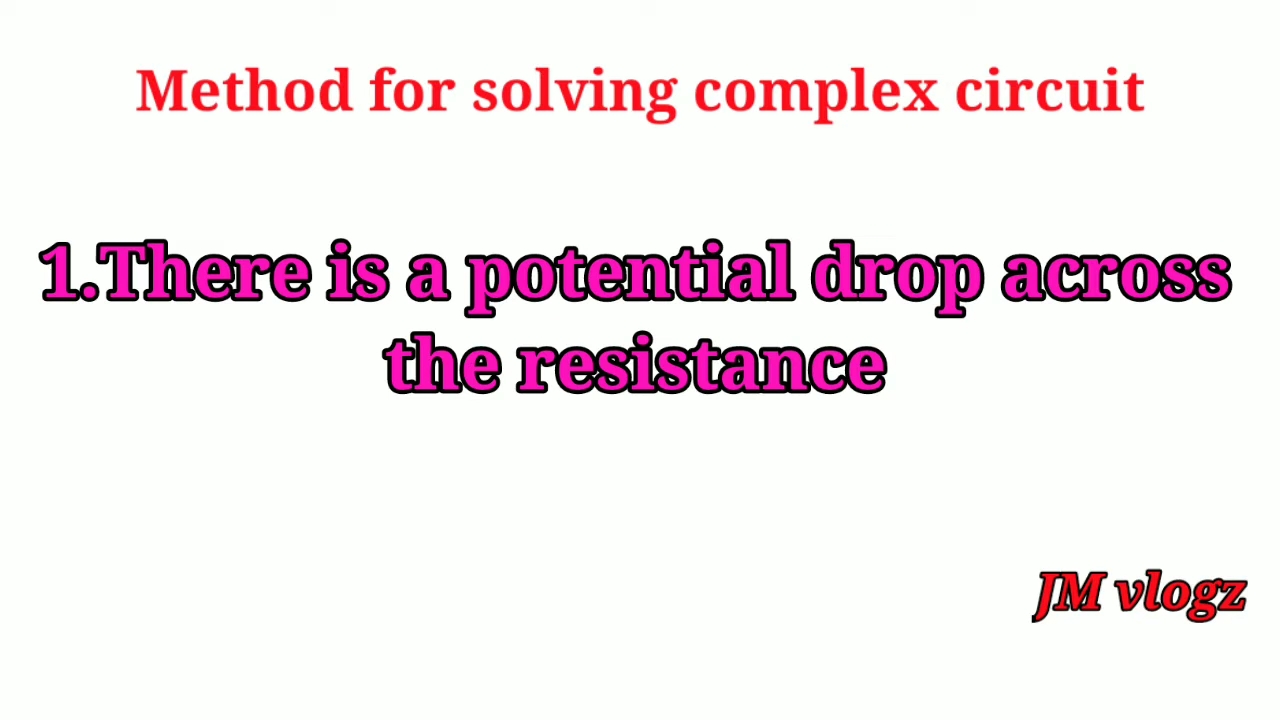 Method for solving complex circuit
1.There is a potential drop across
the resistance
JM vlogz